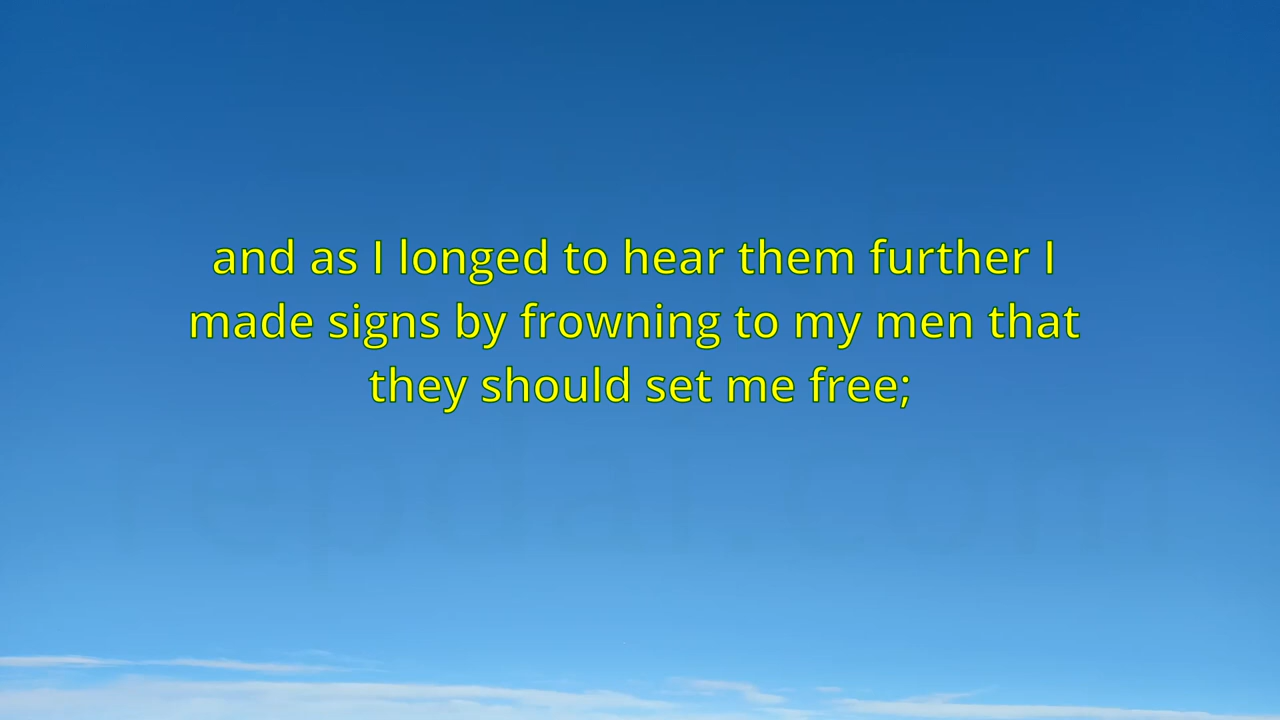 and as I longed to hear them further I
made signs by frowning to my men that
they should set me free;